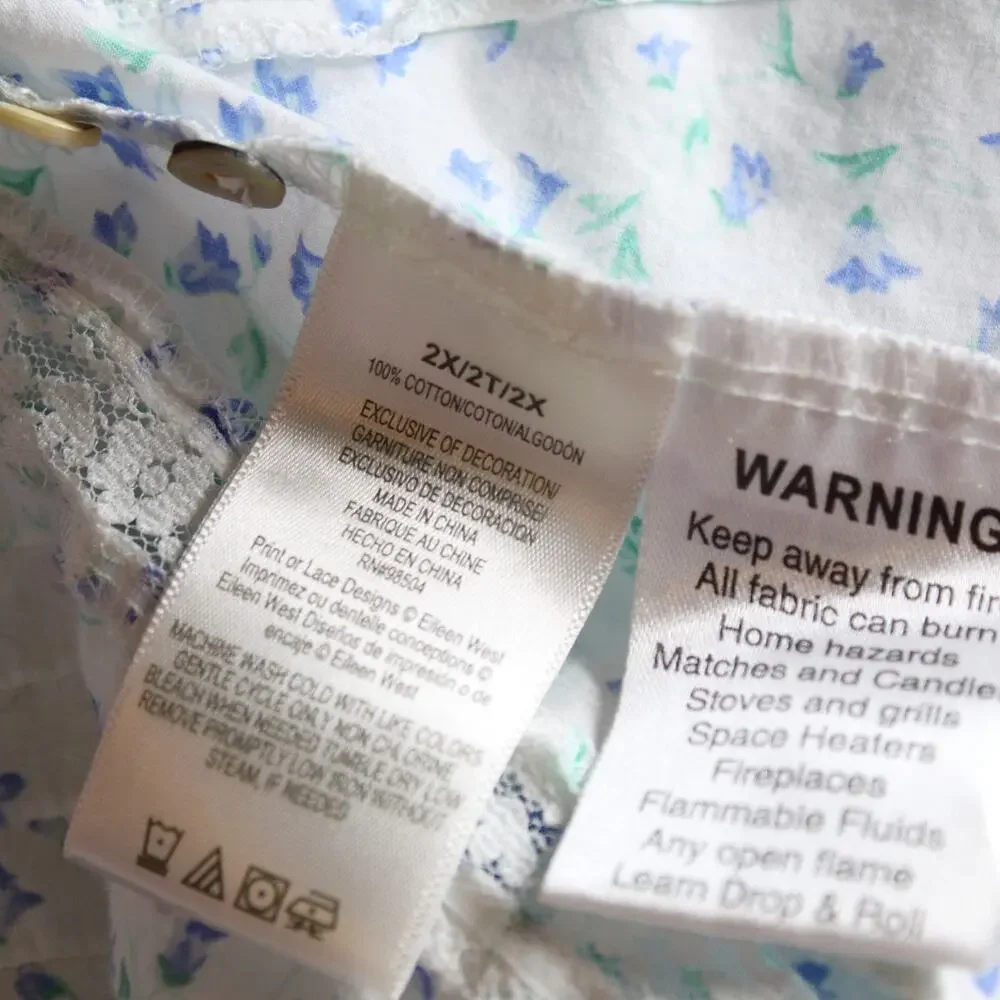 2X/2T/2X
100% COTTON/COTON/ALGODÓN
EXCLUSIVE OF DECORATION/
GARNITURE NON COMPRISE/
EXCLUSIVO DE DECORACION
MADE IN CHINA
FABRIQUE AU CHINE
HECHO EN CHINA
RN#98504
Print or Lace Designs © Eileen West
Imprimez ou dentelle conceptions ©
Eileen West Diseños de impresión o de
encaje © Eileen West
MACHINE WASH COLD WITH LIKE COLORS
GENTLE CYCLE ONLY NON CHLORINE
BLEACH WHEN NEEDED TUMBLE DRY LOW
REMOVE PROMPTLY LOW IRON WITHOUT
STEAM, IF NEEDED
WARNING
Keep away from fir
All fabric can burn
Home hazards
Matches and Candle
Stoves and grills
Space Heaters
Fireplaces
Flammable Fluids
Any open flame
Learn Drop & Roll